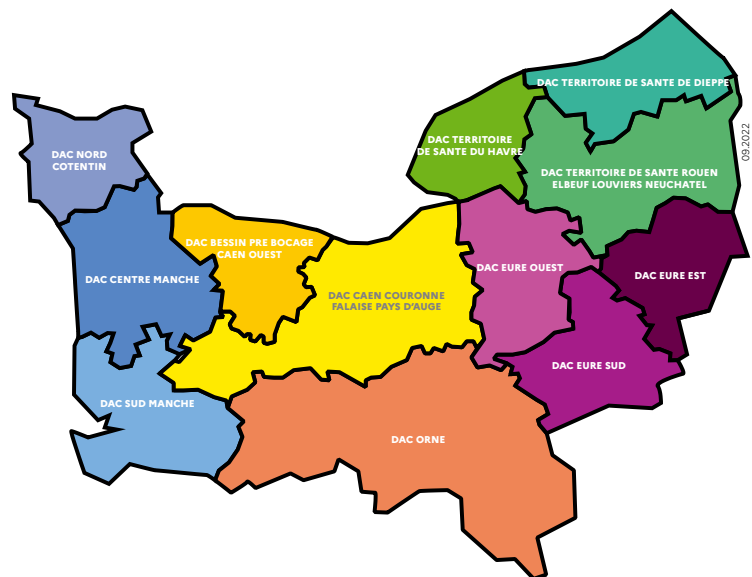 DAC TERRITOIRE DE SANTE DE DIEPPE
09.2022
DAC TERRITOIRE
DE SANTE DU HAVRE
DAC NORD
COTENTIN
DAC TERRITOIRE DE SANTE ROUEN
ELBEUF LOUVIERS NEUCHATEL
DAC BESSIN PRE BOCAGE
CAEN OUEST
DAC EURE OUEST
DAC EURE EST
DAC CENTRE MANCHE
DAC CAEN COURONNE
FALAISE PAYS D'AUGE
DAC EURE SUD
DAC SUD MANCHE
DAC ORNE